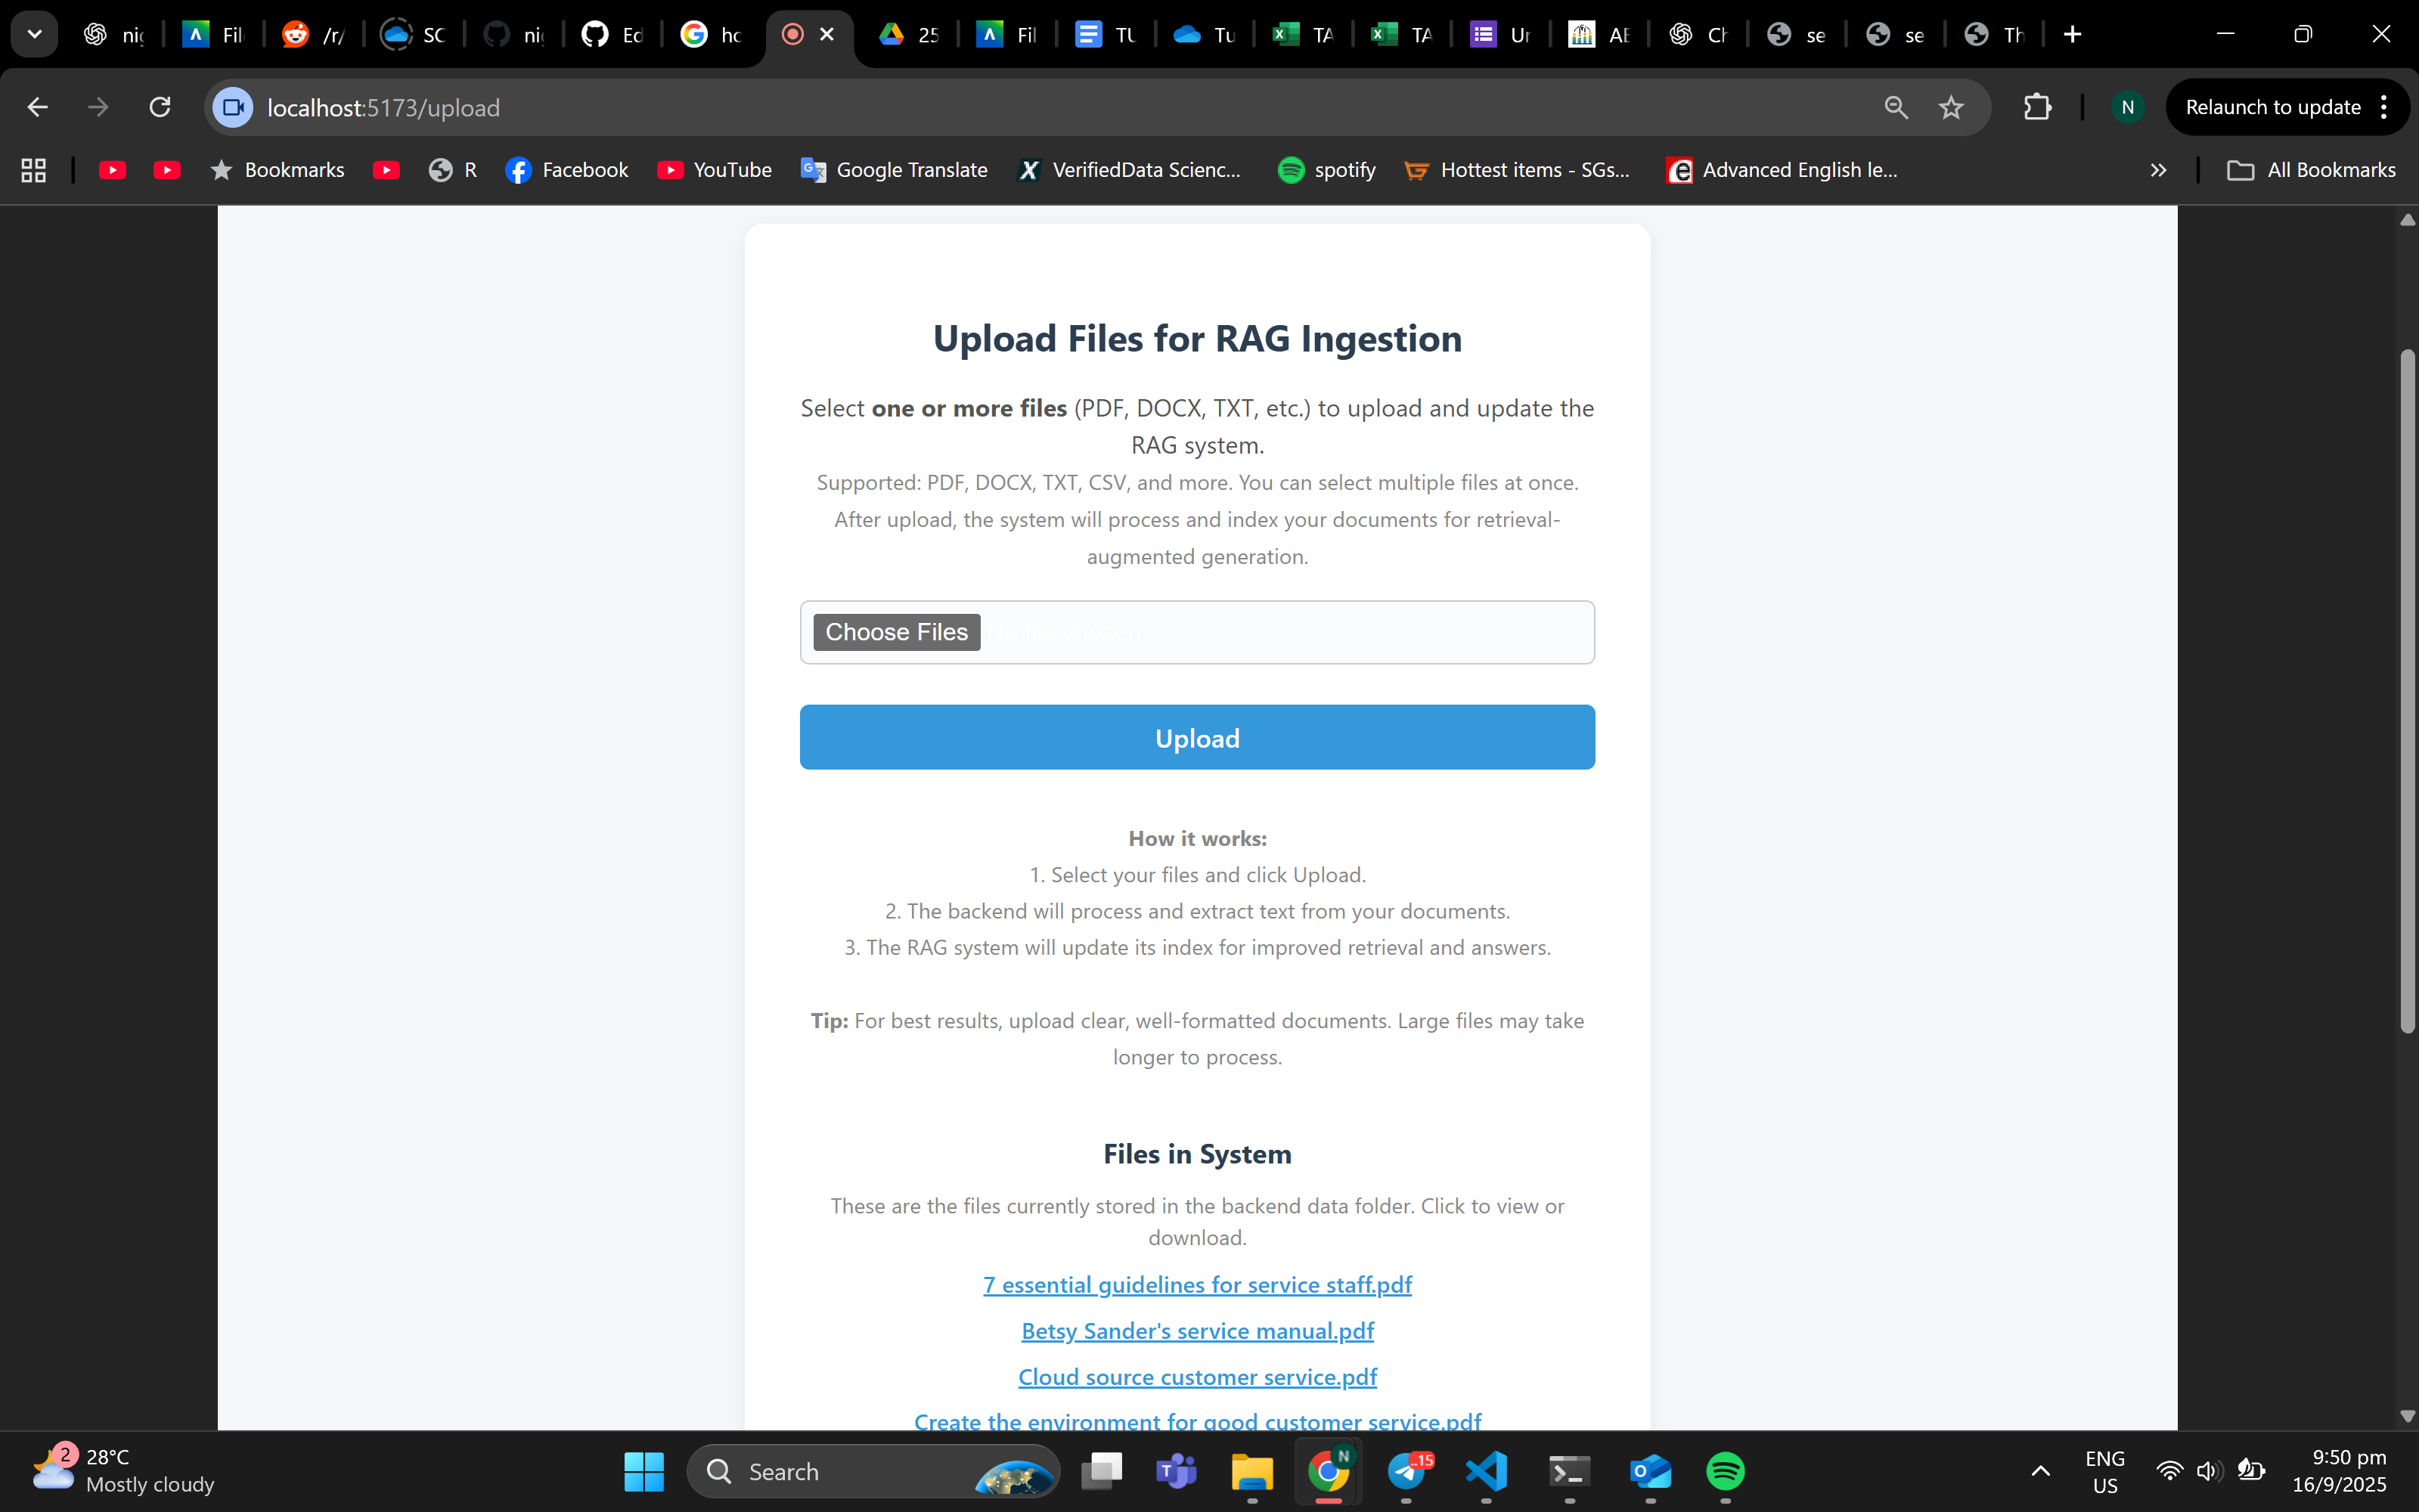 nig
Fil
/r/
SC
ni
Ed
hc
25
Fil
TU
Tu
TA
TA
Ur
AE
Ch
se
se
Th
localhost:5173/upload
N
Relaunch to update
Bookmarks
R
Facebook
YouTube
Google Translate
VerifiedData Scienc...
spotify
Hottest items - SGs...
Advanced English le...
All Bookmarks
Upload Files for RAG Ingestion
Select one or more files (PDF, DOCX, TXT, etc.) to upload and update the
RAG system.
Supported: PDF, DOCX, TXT, CSV, and more. You can select multiple files at once.
After upload, the system will process and index your documents for retrieval-
augmented generation.
Choose Files No file chosen
Upload
How it works:
1. Select your files and click Upload.
2. The backend will process and extract text from your documents.
3. The RAG system will update its index for improved retrieval and answers.
Tip: For best results, upload clear, well-formatted documents. Large files may take
longer to process.
Files in System
These are the files currently stored in the backend data folder. Click to view or
download.
7 essential guidelines for service staff.pdf
Betsy Sander's service manual.pdf
Cloud source customer service.pdf
Create the environment for good customer service.pdf
2
28°C
Mostly cloudy
Search
N
..15
ENG
US
9:50 pm
16/9/2025